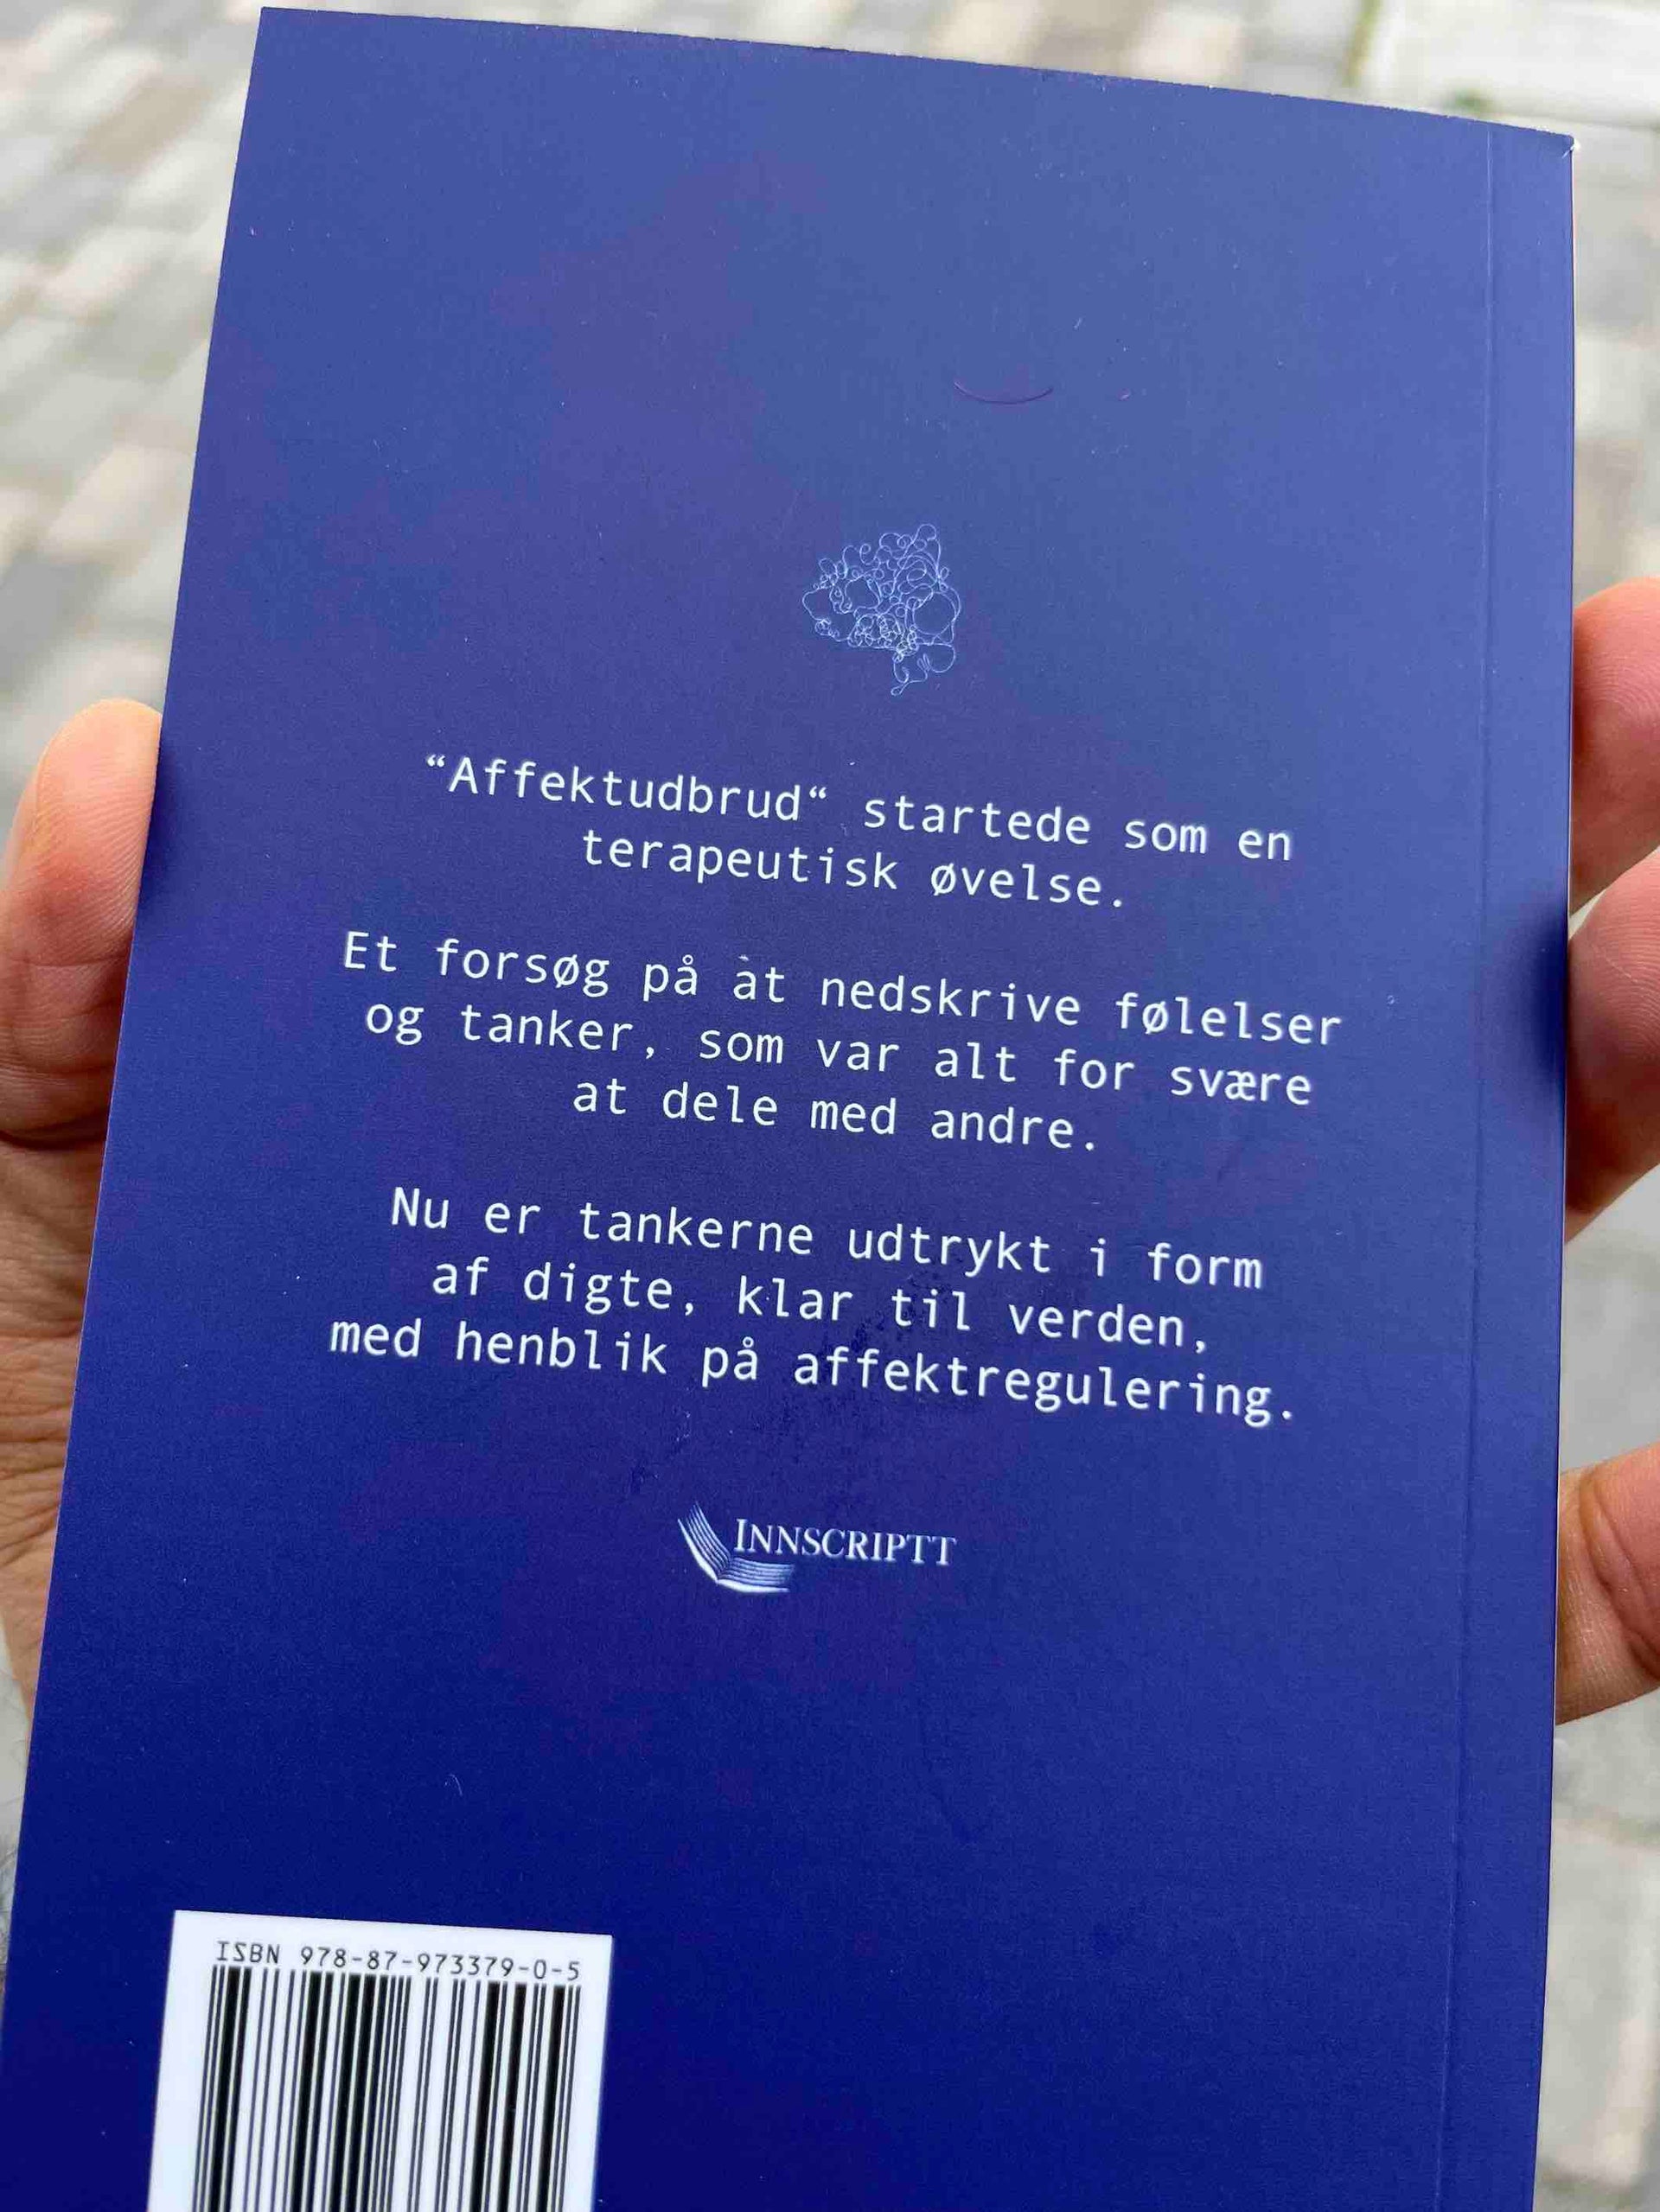 “Affektudbrud“ startede som en
terapeutisk øvelse.
Et forsøg på at nedskrive følelser
og tanker, som var alt for svære
at dele med andre.
Nu er tankerne udtrykt i form
af digte, klar til verden,
med henblik på affektregulering.
INNSCRIPTT
ISBN 978-87-973379-0-5